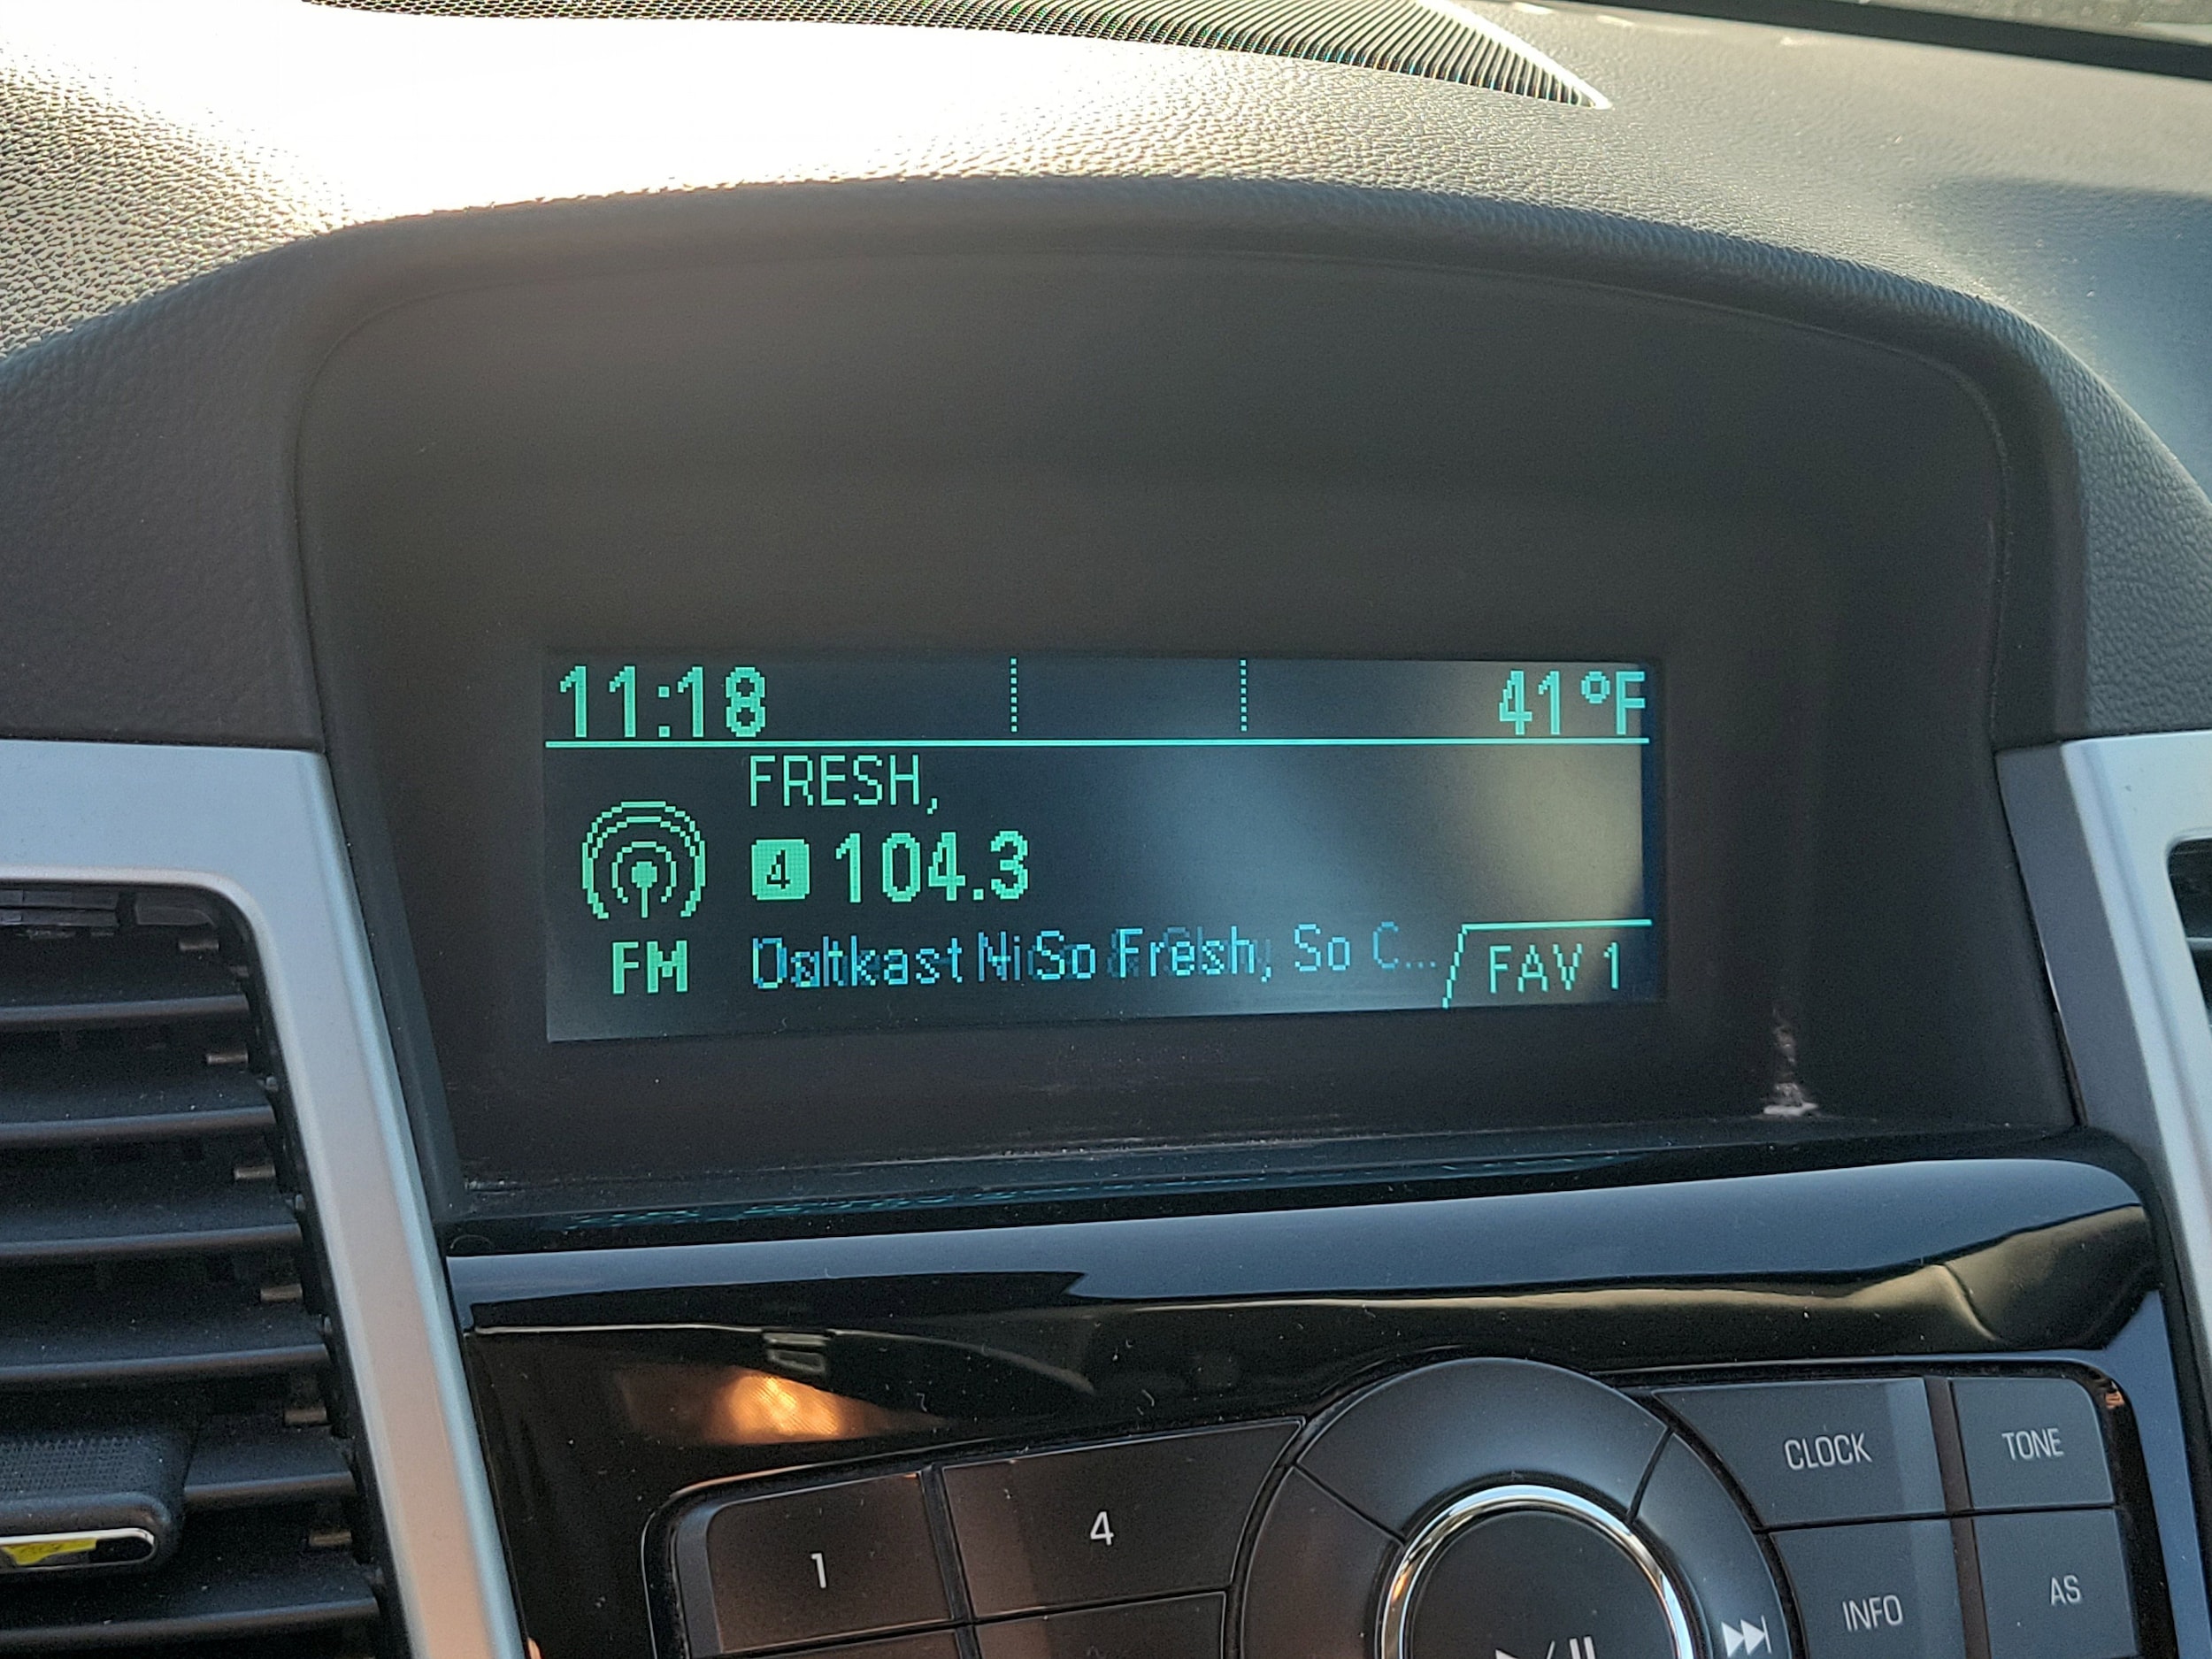 11:18 41°F
FRESH,
4 104.3
FM So Fresh, So C... FAV 1
CLOCK TONE
1 4
INFO AS